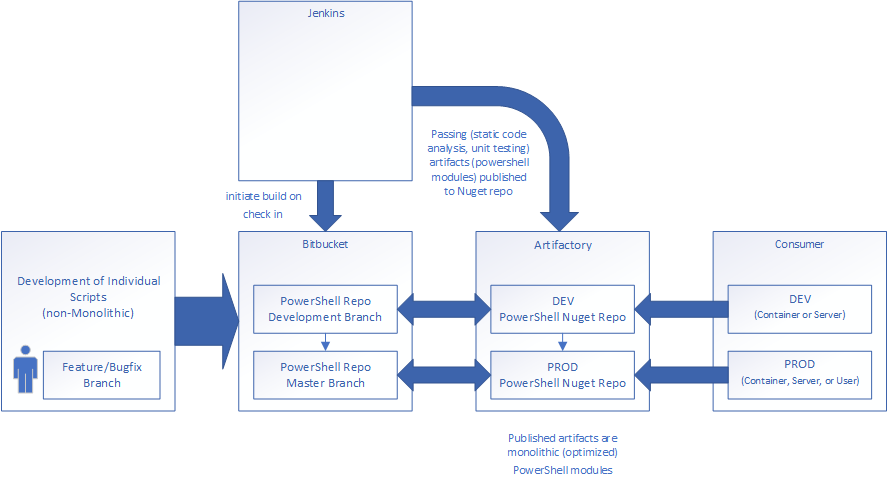 Jenkins
Passing (static code
analysis, unit testing)
artifacts (powershell
modules) published
to Nuget repo
initiate build on
check in
Development of Individual
Scripts
(non-Monolithic)
Feature/Bugfix
Branch
Bitbucket
PowerShell Repo
Development Branch
PowerShell Repo
Master Branch
Artifactory
DEV
PowerShell Nuget Repo
PROD
PowerShell Nuget Repo
Consumer
DEV
(Container or Server)
PROD
(Container, Server, or User)
Published artifacts are
monolithic (optimized)
PowerShell modules